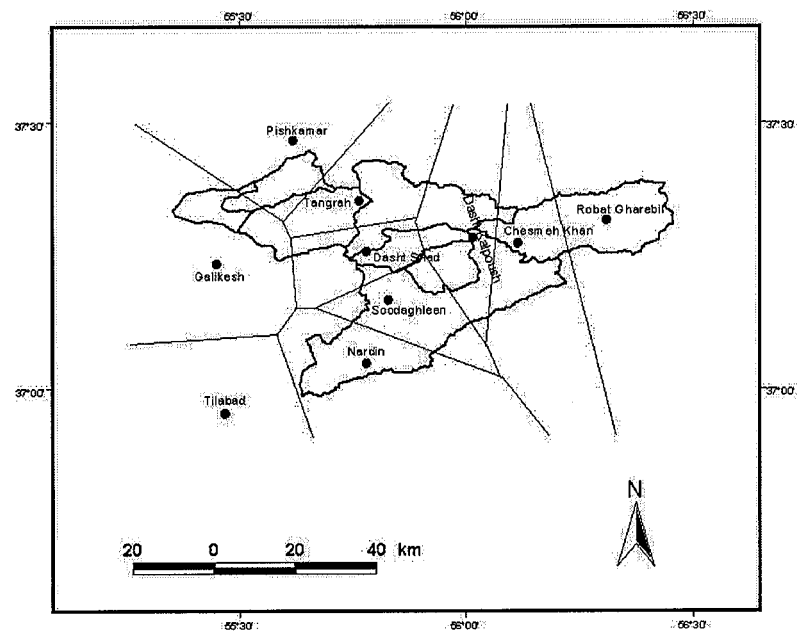 55°30' 56°00' 56°30'
37°30' 37°30'
Pishkamar
Tangrah
Robat Gharebil
Dasht Kalpoush
Chesmeh Khan
Dasht Shad
Galikesh
Soodaghleen
Nardin
37°00' 37°00'
Tilabad
N
20 0 20 40 km
55°30' 56°00' 56°30'